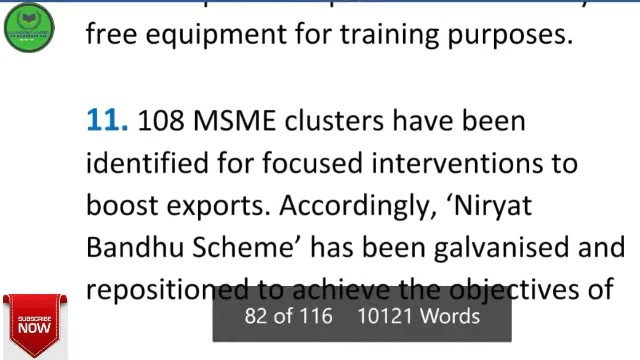 free equipment for training purposes.
11. 108 MSME clusters have been
identified for focused interventions to
boost exports. Accordingly, ‘Niryat
Bandhu Scheme’ has been galvanised and
repositioned to achieve the objectives of
82 of 116 10121 Words
SUBSCRIBE
NOW